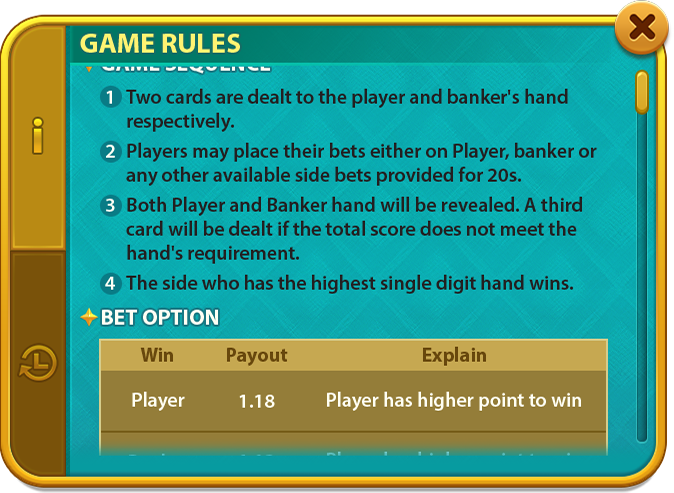 GAME RULES
GAME SEQUENCE
1 Two cards are dealt to the player and banker's hand
respectively.
2 Players may place their bets either on Player, banker or
any other available side bets provided for 20s.
3 Both Player and Banker hand will be revealed. A third
card will be dealt if the total score does not meet the
hand's requirement.
4 The side who has the highest single digit hand wins.
BET OPTION
Win Payout Explain
Player 1.18 Player has higher point to win